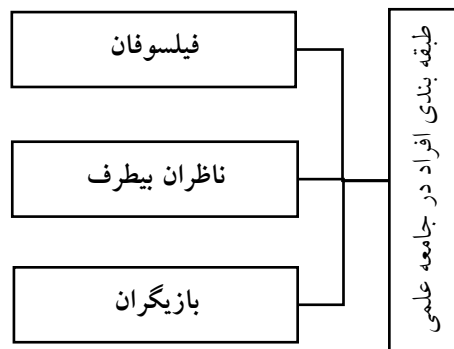 طبقه بندی افراد در جامعه علمی
فیلسوفان
ناظران بیطرف
بازیگران